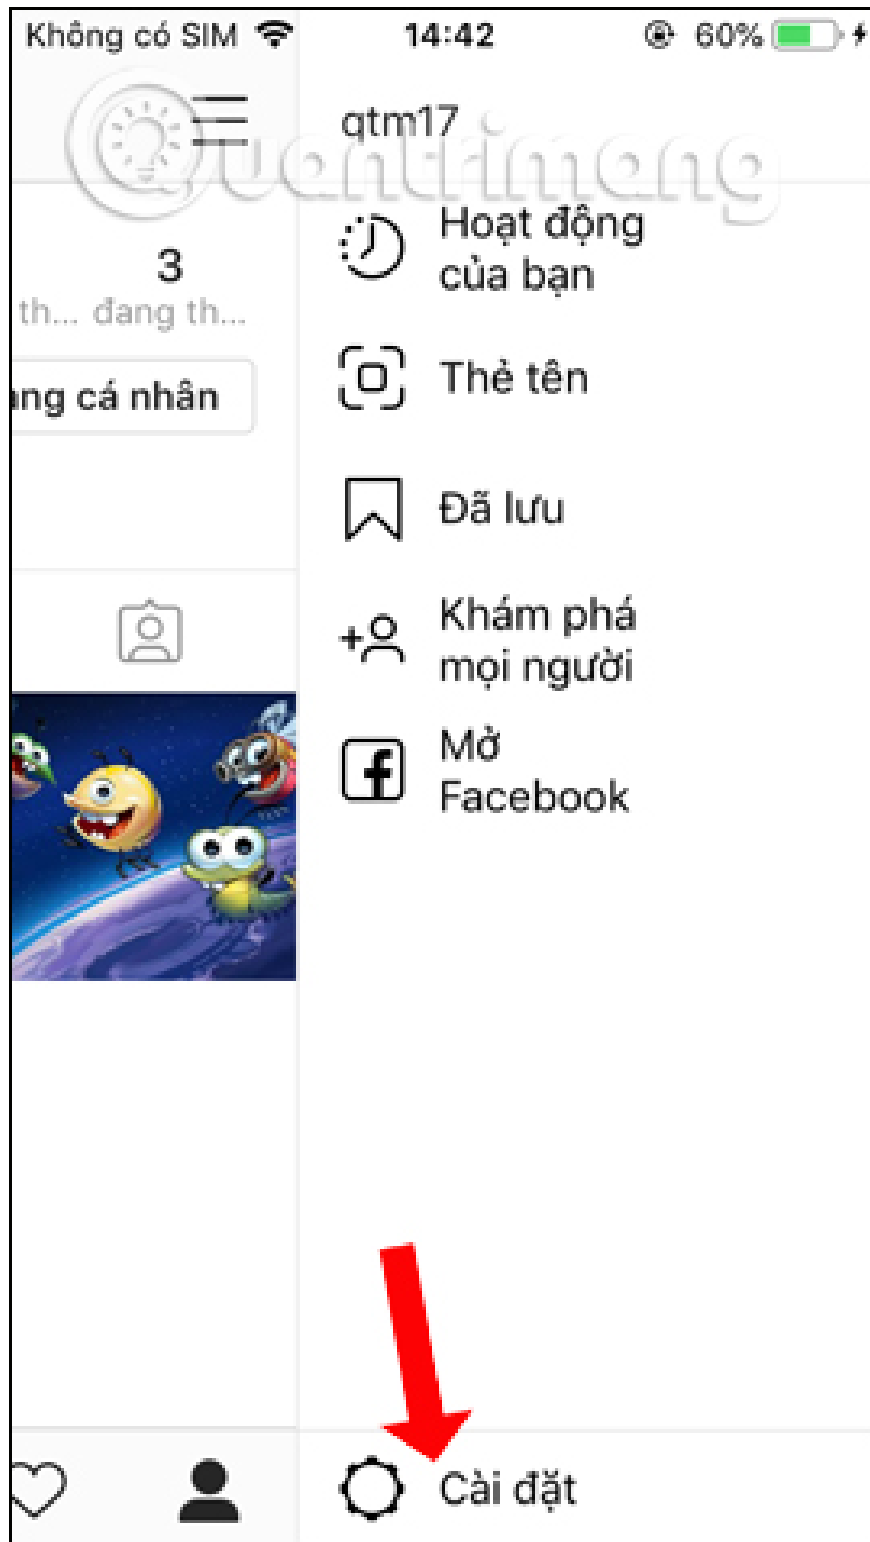 Không có SIM 14:42 60%
qtm17
Quantrimang
Hoạt động
của bạn
3
th... đang th...
Thẻ tên
ang cá nhân
Đã lưu
Khám phá
mọi người
Mở
Facebook
Cài đặt